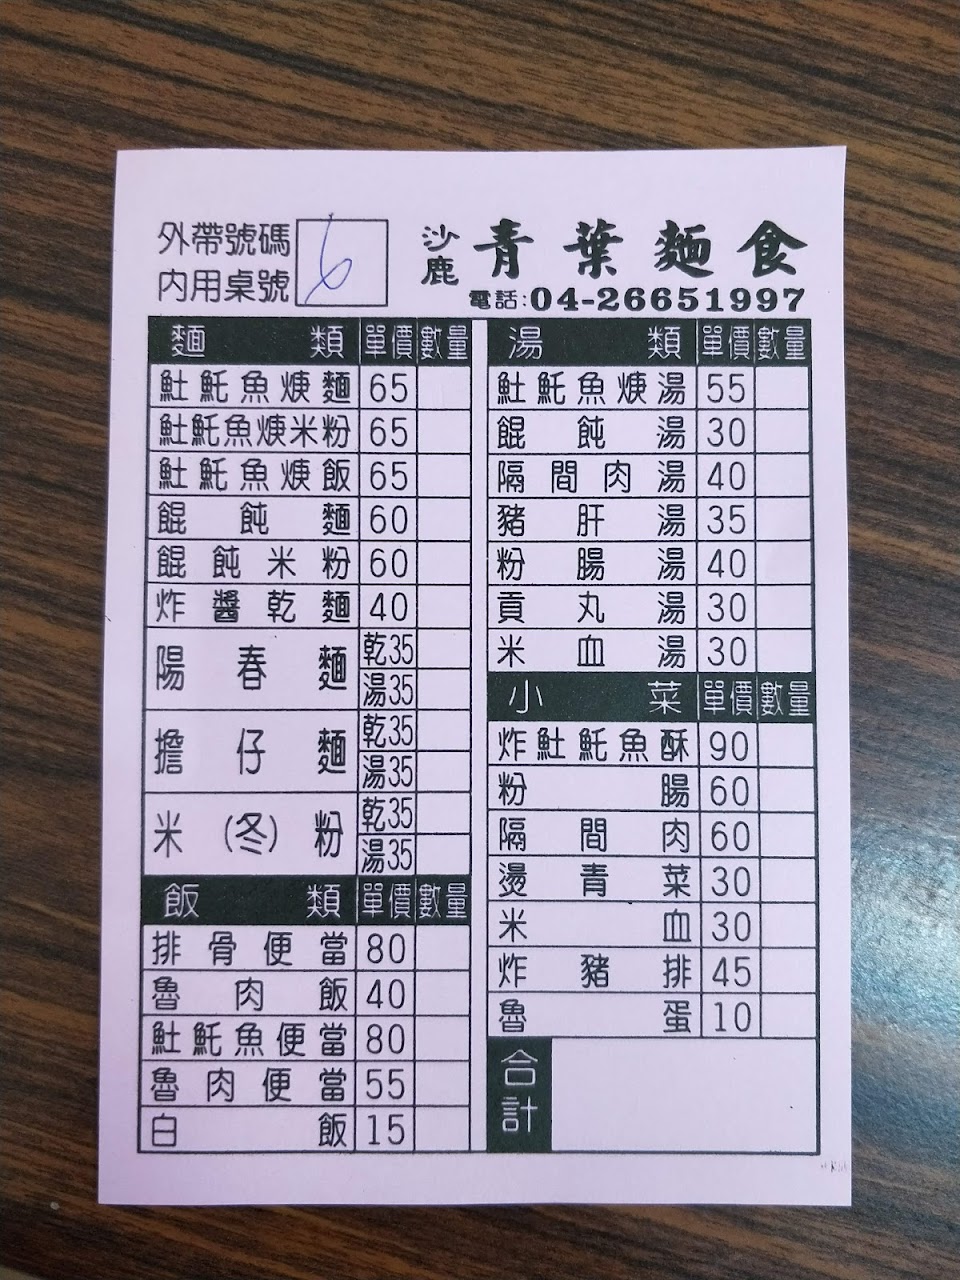 外帶號碼
內用桌號
6
沙鹿
青葉麵食
電話:04-26651997
麵類 單價 數量
𩵚魠魚焿麵 65
𩵚魠魚焿米粉 65
𩵚魠魚焿飯 65
餛飩麵 60
餛飩米粉 60
炸醬乾麵 40
陽春麵 乾35
湯35
擔仔麵 乾35
湯35
米(冬)粉 乾35
湯35
飯類 單價 數量
排骨便當 80
魯肉飯 40
𩵚魠魚便當 80
魯肉便當 55
白飯 15
湯類 單價 數量
𩵚魠魚焿湯 55
餛飩湯 30
隔間肉湯 40
豬肝湯 35
粉腸湯 40
貢丸湯 30
米血湯 30
小菜 單價 數量
炸𩵚魠魚酥 90
粉腸 60
隔間肉 60
燙青菜 30
米血 30
炸豬排 45
魯蛋 10
合計